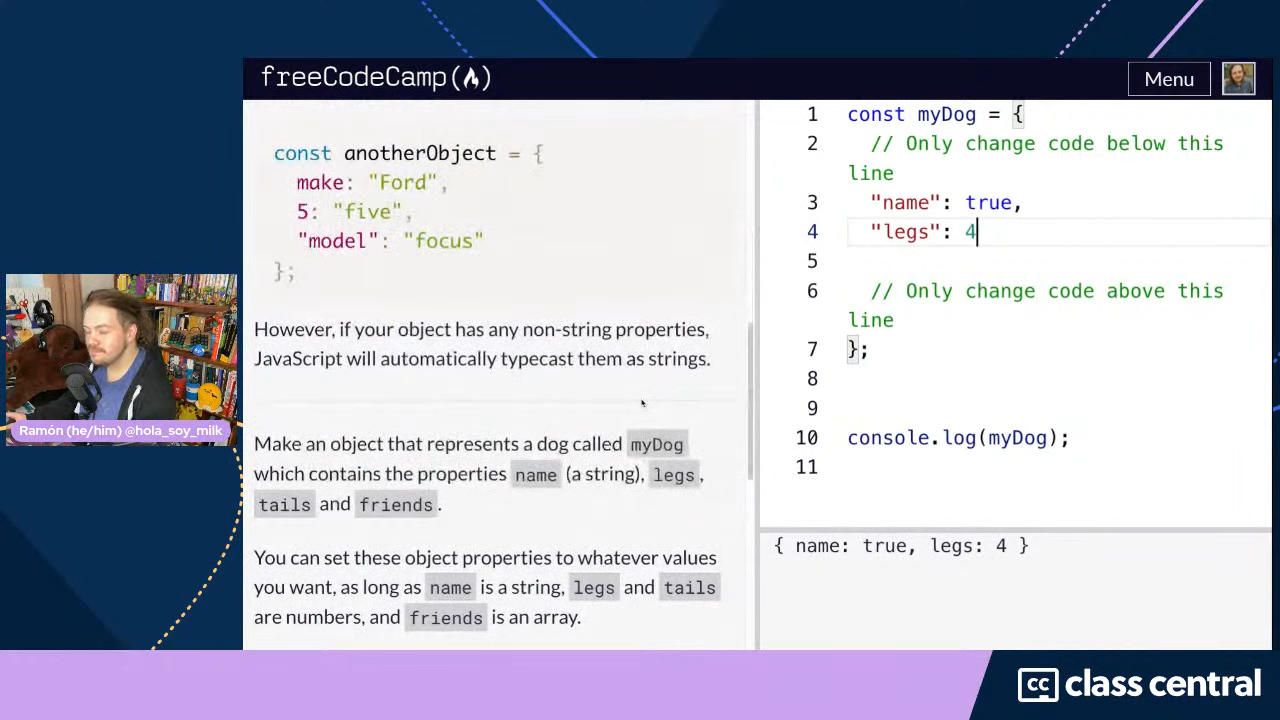 freeCodeCamp(🔥)
Menu
const anotherObject = {
make: "Ford",
5: "five",
"model": "focus"
};
However, if your object has any non-string properties,
JavaScript will automatically typecast them as strings.
Make an object that represents a dog called myDog
which contains the properties name (a string), legs,
tails and friends.
You can set these object properties to whatever values
you want, as long as name is a string, legs and tails
are numbers, and friends is an array.
1 const myDog = {
2 // Only change code below this
line
3 "name": true,
4 "legs": 4
5
6 // Only change code above this
line
7 };
8
9
10 console.log(myDog);
11
{ name: true, legs: 4 }
Ramón (he/him) @hola_soy_milk
cc class central